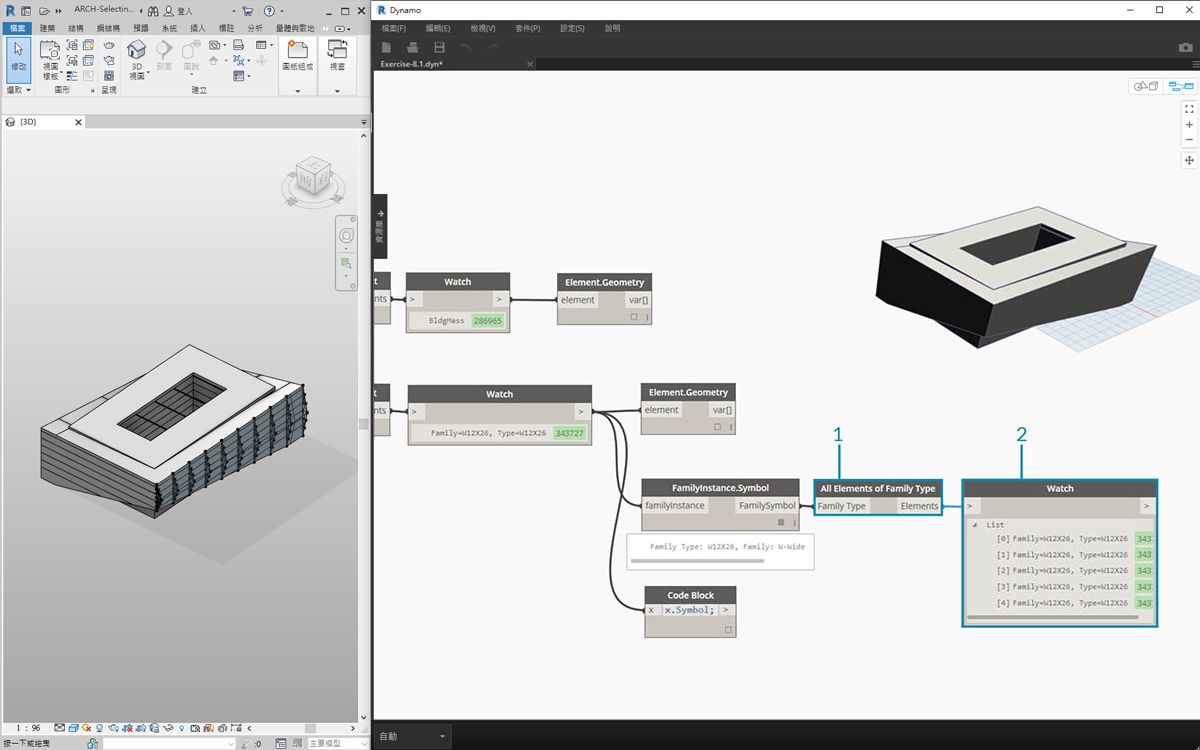 ARCH-Selectin...
登入
檔案 建築 結構 鋼結構 預鑄 系統 插入 標註 分析 量體與敷地
修改
視圖樣板
3D 視圖
剖面
圖說
圖紙組成
視窗
選取
圖形
呈現
建立
{3D}
1 : 96
按一下或拖曳
:0
主要模型
Dynamo
檔案(F) 編輯(E) 檢視(V) 套件(P) 設定(S) 說明
Exercise-8.1.dyn*
資源庫
t
nts
Watch
> >
BldgMass 286965
Element.Geometry
element var[]
t
nts
Watch
> >
Family=W12X26, Type=W12X26 343727
Element.Geometry
element var[]
1
2
FamilyInstance.Symbol
familyInstance FamilySymbol
Family Type: W12X26, Family: W-Wide
All Elements of Family Type
Family Type Elements
Watch
> >
List
[0] Family=W12X26, Type=W12X26 343
[1] Family=W12X26, Type=W12X26 343
[2] Family=W12X26, Type=W12X26 343
[3] Family=W12X26, Type=W12X26 343
[4] Family=W12X26, Type=W12X26 343
Code Block
x x.Symbol; >
自動